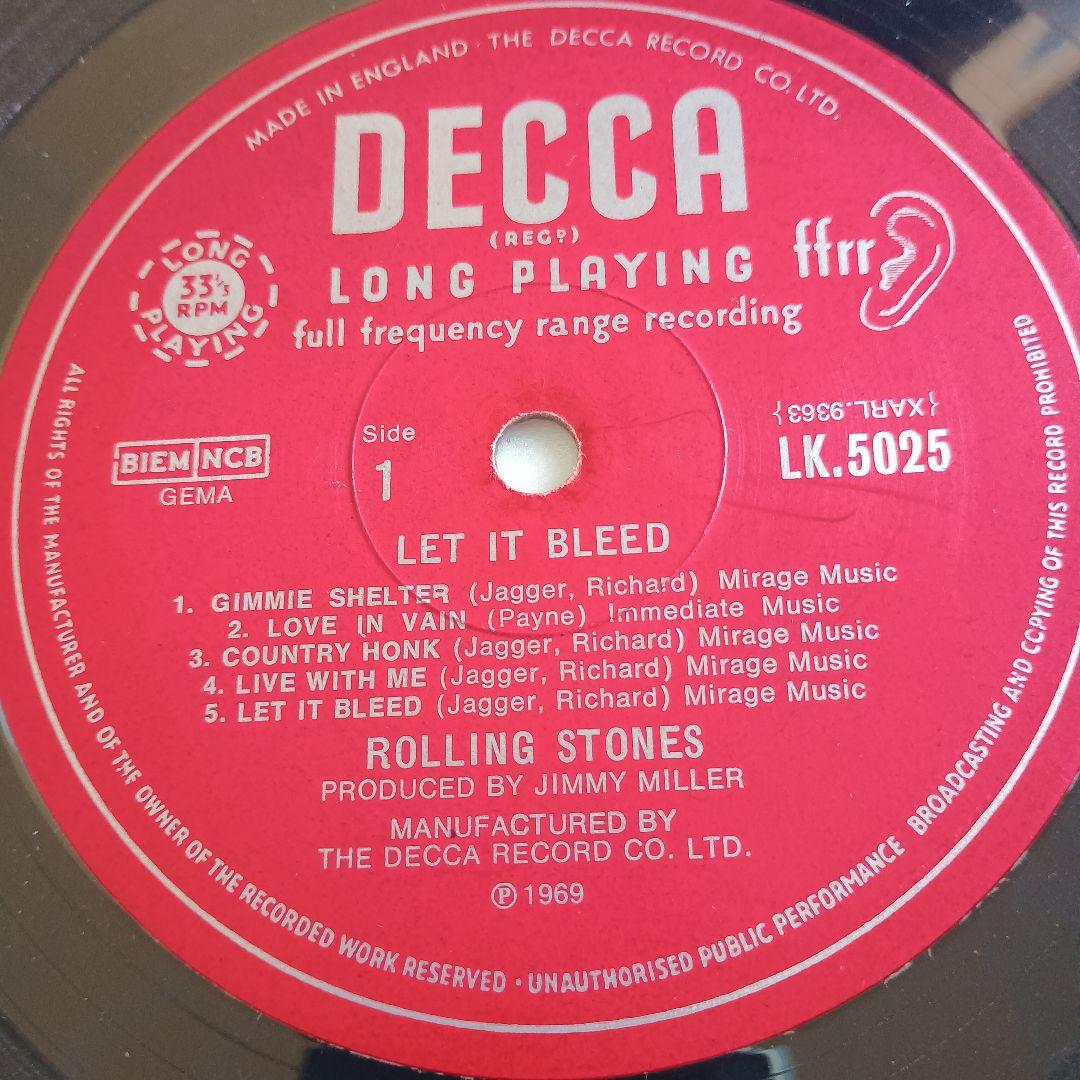 MADE IN ENGLAND · THE DECCA RECORD CO. LTD.
DECCA
(REGD)
LONG PLAYING
33 1/3
RPM
LONG PLAYING
ffrr
full frequency range recording
BIEM NCB
GEMA
Side
1
{XARL.9363}
LK.5025
LET IT BLEED
1. GIMMIE SHELTER (Jagger, Richard) Mirage Music
2. LOVE IN VAIN (Payne) Immediate Music
3. COUNTRY HONK (Jagger, Richard) Mirage Music
4. LIVE WITH ME (Jagger, Richard) Mirage Music
5. LET IT BLEED (Jagger, Richard) Mirage Music
ROLLING STONES
PRODUCED BY JIMMY MILLER
MANUFACTURED BY
THE DECCA RECORD CO. LTD.
℗ 1969
ALL RIGHTS OF THE MANUFACTURER AND OF THE OWNER OF THE RECORDED WORK RESERVED · UNAUTHORISED PUBLIC PERFORMANCE BROADCASTING AND COPYING OF THIS RECORD PROHIBITED